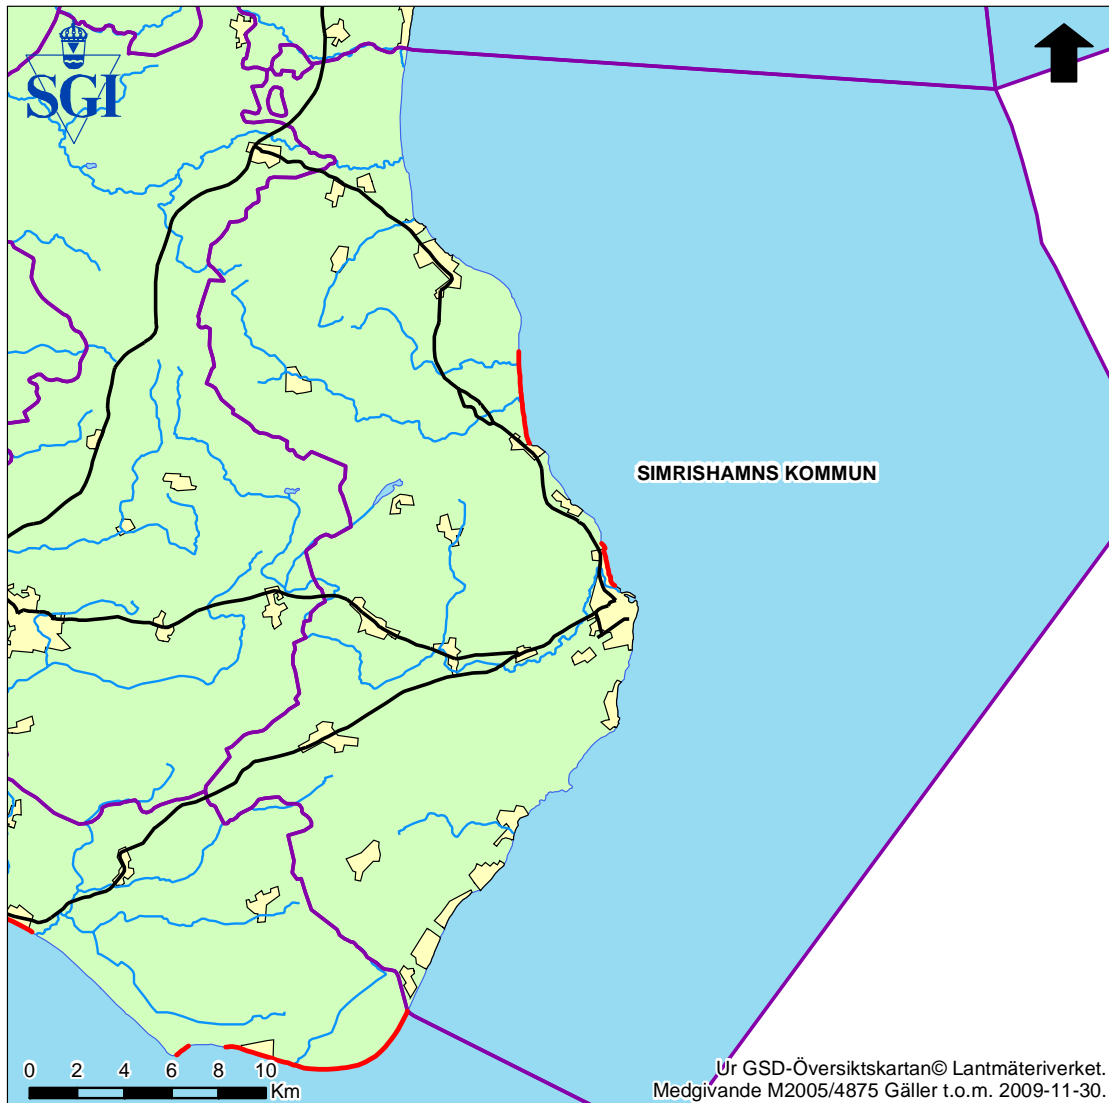 SGI
SIMRISHAMNS KOMMUN
0 2 4 6 8 10
Km
Ur GSD-Översiktskartan© Lantmäteriverket.
Medgivande M2005/4875 Gäller t.o.m. 2009-11-30.